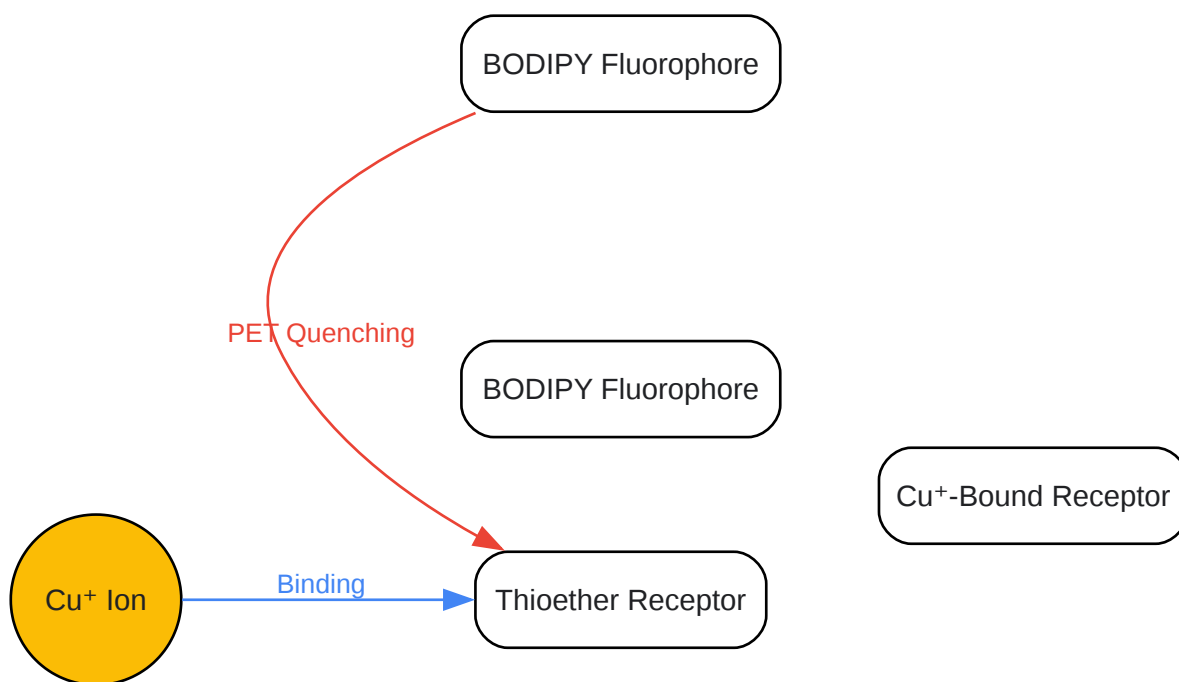 BODIPY Fluorophore
PET Quenching
BODIPY Fluorophore
Cu⁺-Bound Receptor
Binding
Cu⁺ Ion
Thioether Receptor